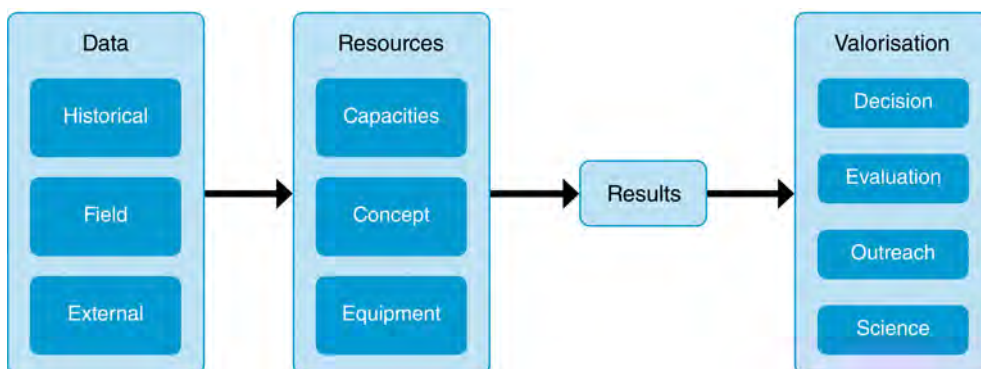 Data
Historical
Field
External
Resources
Capacities
Concept
Equipment
Results
Valorisation
Decision
Evaluation
Outreach
Science